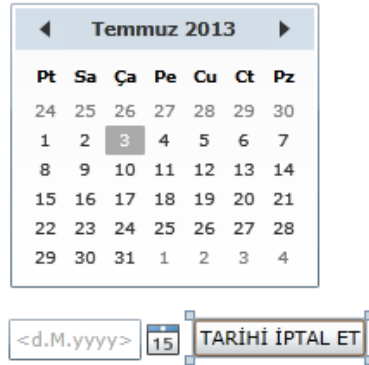 Temmuz 2013
Pt Sa Ça Pe Cu Ct Pz
24 25 26 27 28 29 30
1 2 3 4 5 6 7
8 9 10 11 12 13 14
15 16 17 18 19 20 21
22 23 24 25 26 27 28
29 30 31 1 2 3 4
<d.M.yyyy> 15 TARİHİ İPTAL ET